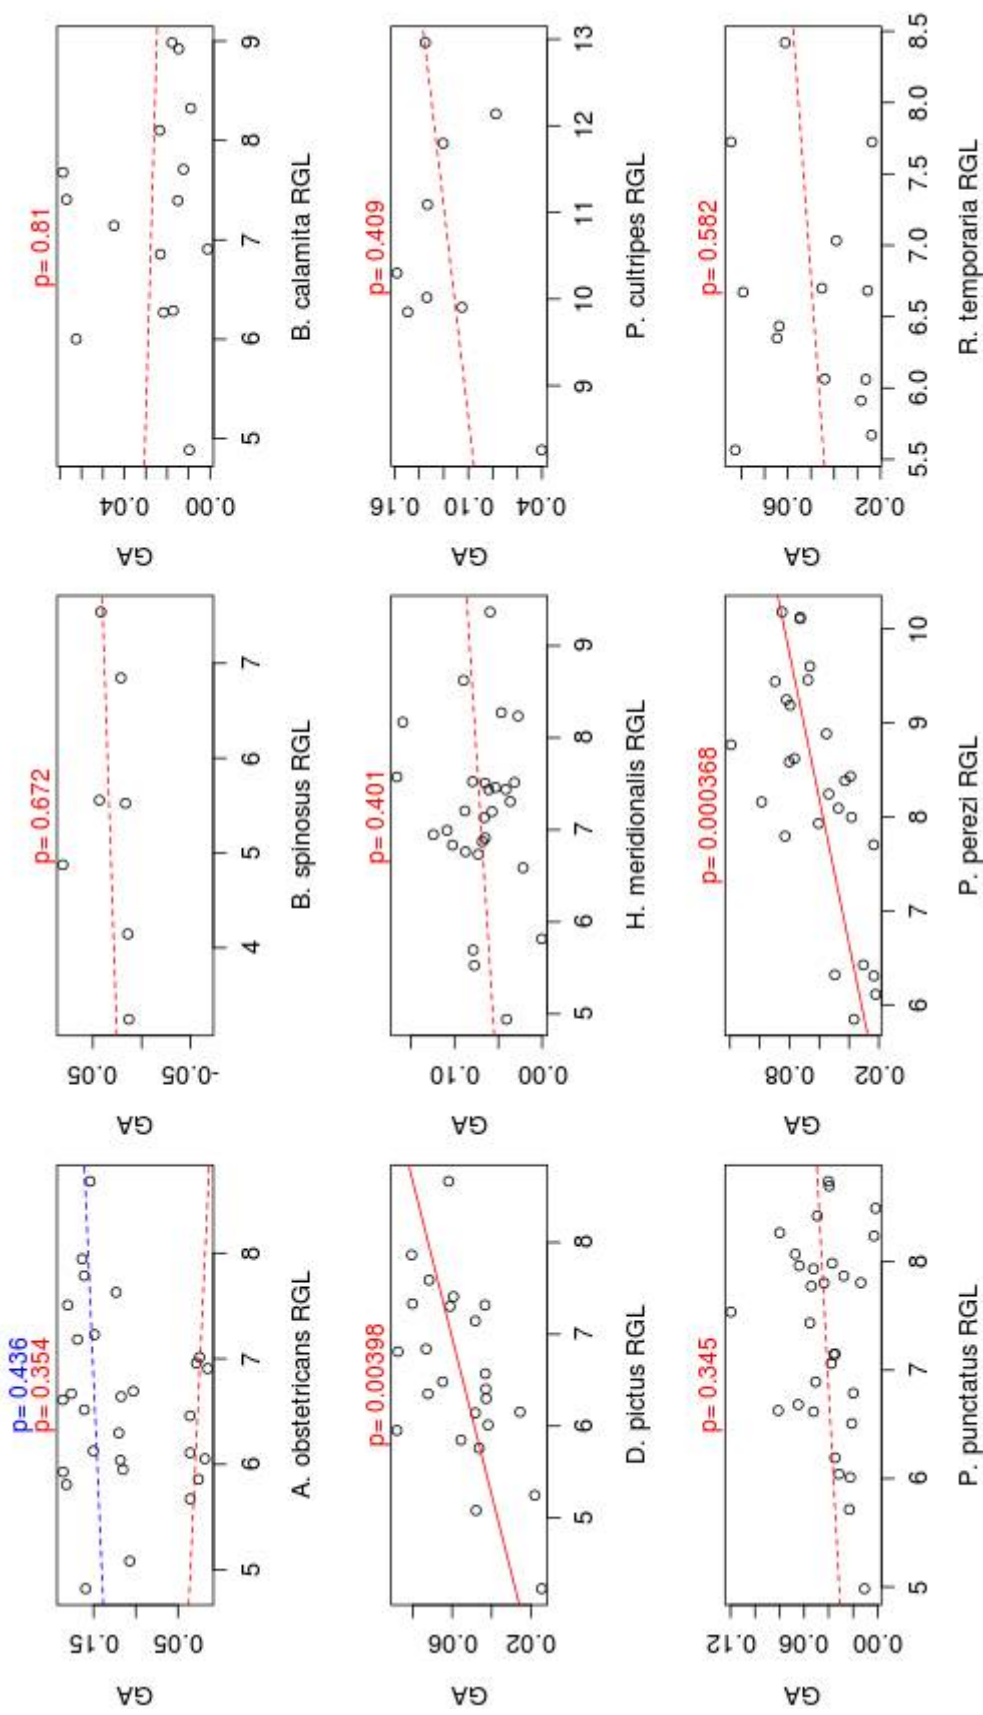 p= 0.436
p= 0.354
GA
0.15
0.05
5 6 7 8
A. obstetricans RGL
p= 0.672
GA
0.05
-0.05
4 5 6 7
B. spinosus RGL
p= 0.81
GA
0.04
0.00
5 6 7 8 9
B. calamita RGL
p= 0.00398
GA
0.06
0.02
5 6 7 8
D. pictus RGL
p= 0.401
GA
0.10
0.00
5 6 7 8 9
H. meridionalis RGL
p= 0.409
GA
0.16
0.10
0.04
9 10 11 12 13
P. cultripes RGL
p= 0.345
GA
0.12
0.06
0.00
5 6 7 8
P. punctatus RGL
p= 0.000368
GA
0.08
0.02
6 7 8 9 10
P. perezi RGL
p= 0.582
GA
0.06
0.02
5.5 6.0 6.5 7.0 7.5 8.0 8.5
R. temporaria RGL